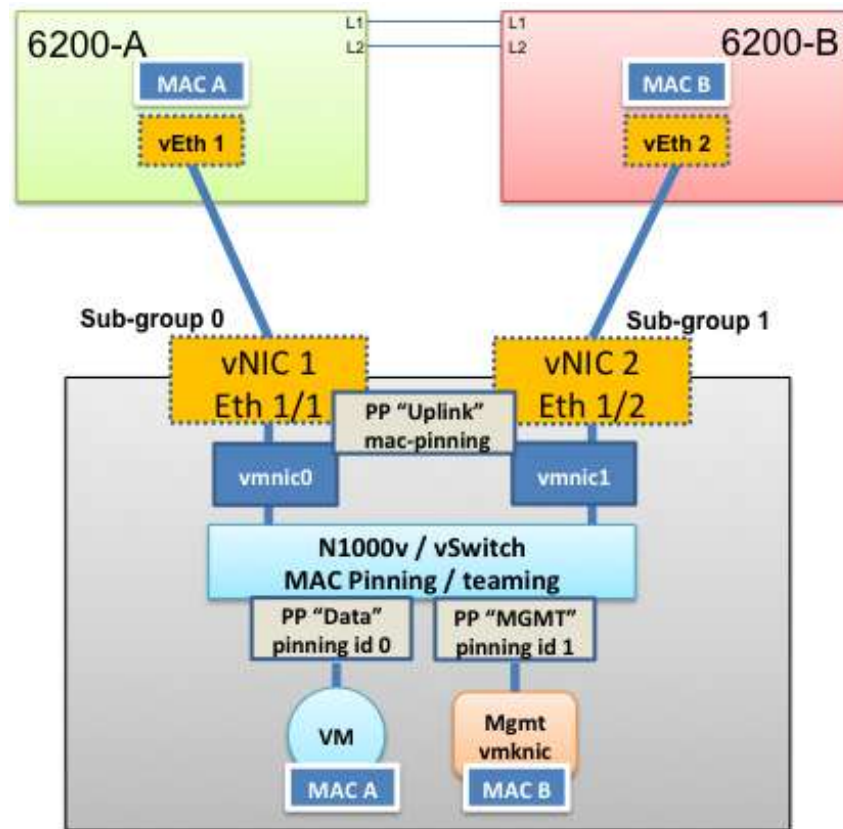 6200-A
L1
L2
L1
L2
6200-B
MAC A
MAC B
vEth 1
vEth 2
Sub-group 0
Sub-group 1
vNIC 1
Eth 1/1
vNIC 2
Eth 1/2
PP “Uplink”
mac-pinning
vmnic0
vmnic1
N1000v / vSwitch
MAC Pinning / teaming
PP “Data”
pinning id 0
PP “MGMT”
pinning id 1
VM
Mgmt
vmknic
MAC A
MAC B